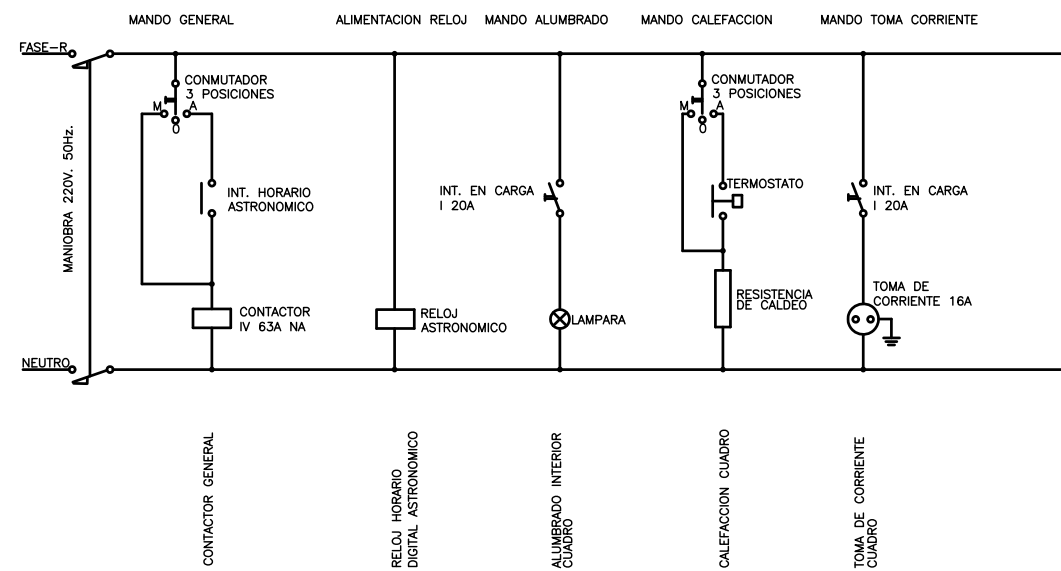 MANDO GENERAL
ALIMENTACION RELOJ
MANDO ALUMBRADO
MANDO CALEFACCION
MANDO TOMA CORRIENTE
FASE-R
MANIOBRA 220V. 50Hz.
NEUTRO
CONMUTADOR
3 POSICIONES
M
A
O
INT. HORARIO
ASTRONOMICO
CONTACTOR
IV 63A NA
RELOJ
ASTRONOMICO
INT. EN CARGA
I 20A
LAMPARA
CONMUTADOR
3 POSICIONES
M
A
O
TERMOSTATO
RESISTENCIA
DE CALDEO
INT. EN CARGA
I 20A
TOMA DE
CORRIENTE 16A
CONTACTOR GENERAL
RELOJ HORARIO
DIGITAL ASTRONOMICO
ALUMBRADO INTERIOR
CUADRO
CALEFACCION CUADRO
TOMA DE CORRIENTE
CUADRO